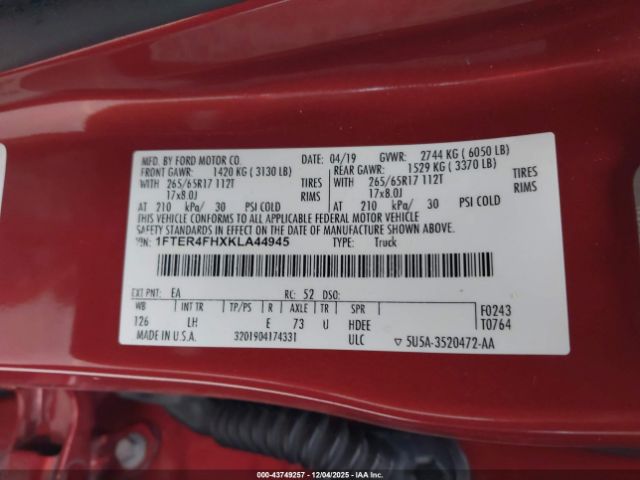 MFD. BY FORD MOTOR CO. DATE: 04/19 GVWR: 2744 KG ( 6050 LB)
FRONT GAWR: 1420 KG ( 3130 LB) REAR GAWR: 1529 KG ( 3370 LB)
WITH 265/65R17 112T TIRES WITH 265/65R17 112T TIRES
17x8.0J RIMS 17x8.0J RIMS
AT 210 kPa/ 30 PSI COLD AT 210 kPa/ 30 PSI COLD
THIS VEHICLE CONFORMS TO ALL APPLICABLE FEDERAL MOTOR VEHICLE
SAFETY STANDARDS IN EFFECT ON THE DATE OF MANUFACTURE SHOWN ABOVE.
VIN: 1FTER4FHXKLA44945 TYPE: Truck
EXT PNT: EA RC: 52 DSO:
WB INT TR TP/PS R AXLE TR SPR F0243
126 LH E 73 U HDEE T0764
MADE IN U.S.A. 3201904174331 ULC ▽ 5U5A-3520472-AA
000-43749257 - 12/04/2025 - IAA Inc.